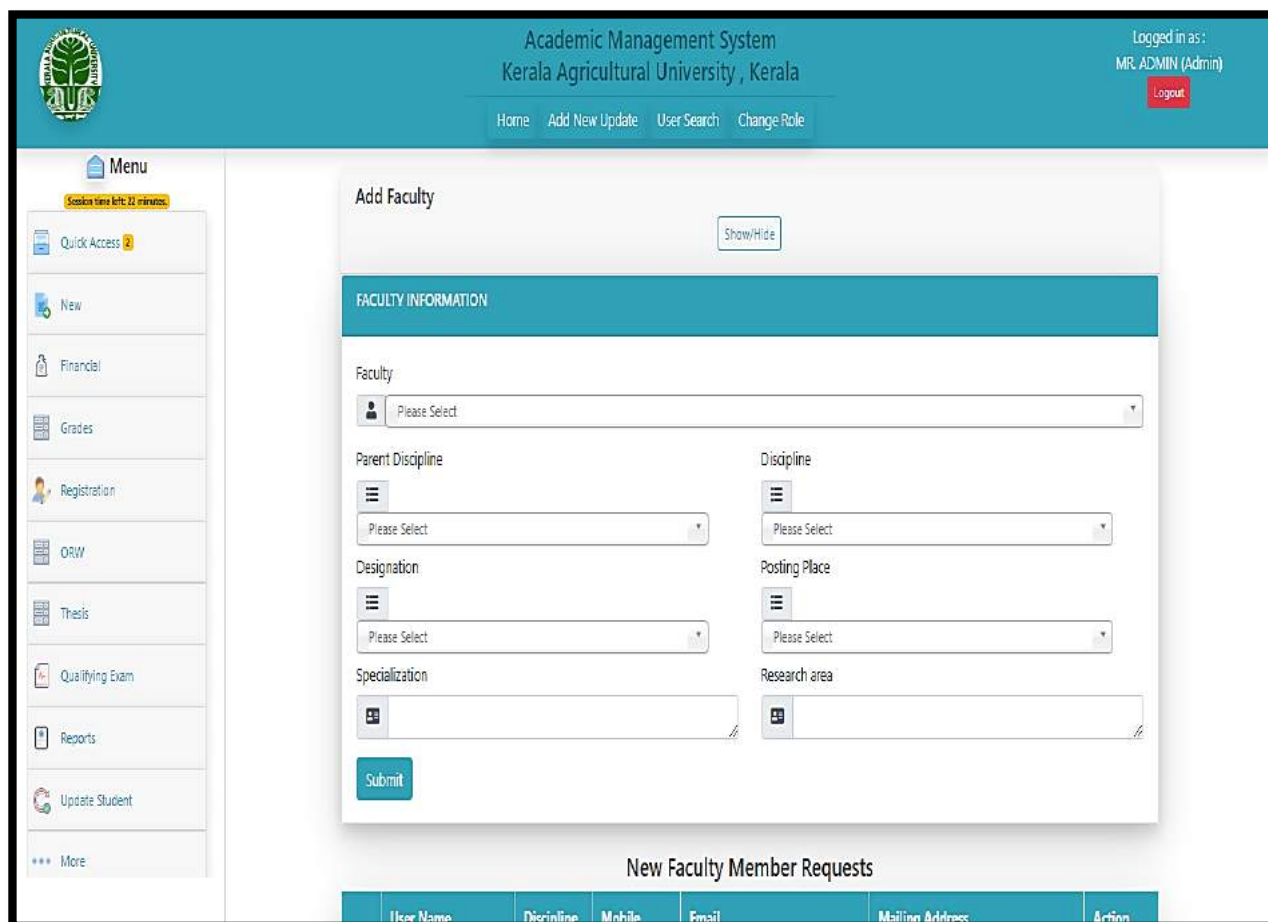 Academic Management System
Kerala Agricultural University , Kerala
Home Add New Update User Search Change Role
Logged in as :
MR. ADMIN (Admin)
Logout
Menu
Session time left: 22 minutes.
Quick Access 2
New
Financial
Grades
Registration
ORW
Thesis
Qualifying Exam
Reports
Update Student
More
Add Faculty
Show/Hide
FACULTY INFORMATION
Faculty
Please Select
Parent Discipline Discipline
Please Select Please Select
Designation Posting Place
Please Select Please Select
Specialization Research area
Submit
New Faculty Member Requests
User Name Discipline Mobile Email Mailing Address Action